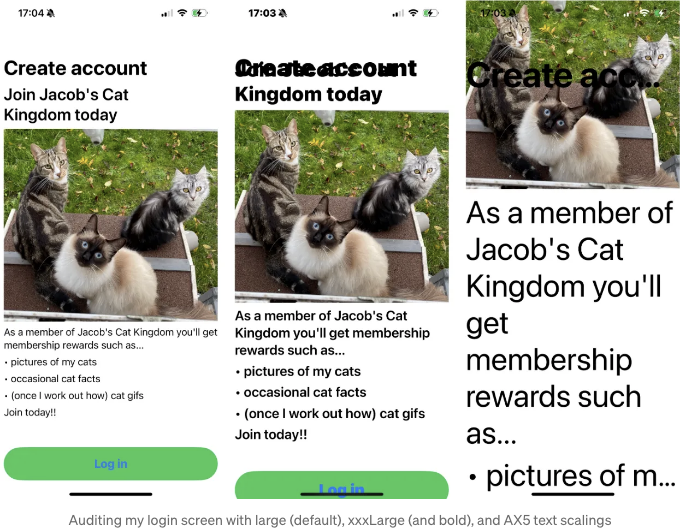 17:04
Create account
Join Jacob's Cat
Kingdom today
As a member of Jacob's Cat Kingdom you'll get
membership rewards such as...
• pictures of my cats
• occasional cat facts
• (once I work out how) cat gifs
Join today!!
Log in
17:03
Create account
Join Jacob's Cat
Kingdom today
As a member of Jacob's Cat
Kingdom you'll get membership
rewards such as...
• pictures of my cats
• occasional cat facts
• (once I work out how) cat gifs
Join today!!
Log in
17:03
Create acc...
As a member of
Jacob's Cat
Kingdom you'll
get
membership
rewards such
as...
• pictures of m...
Auditing my login screen with large (default), xxxLarge (and bold), and AX5 text scalings